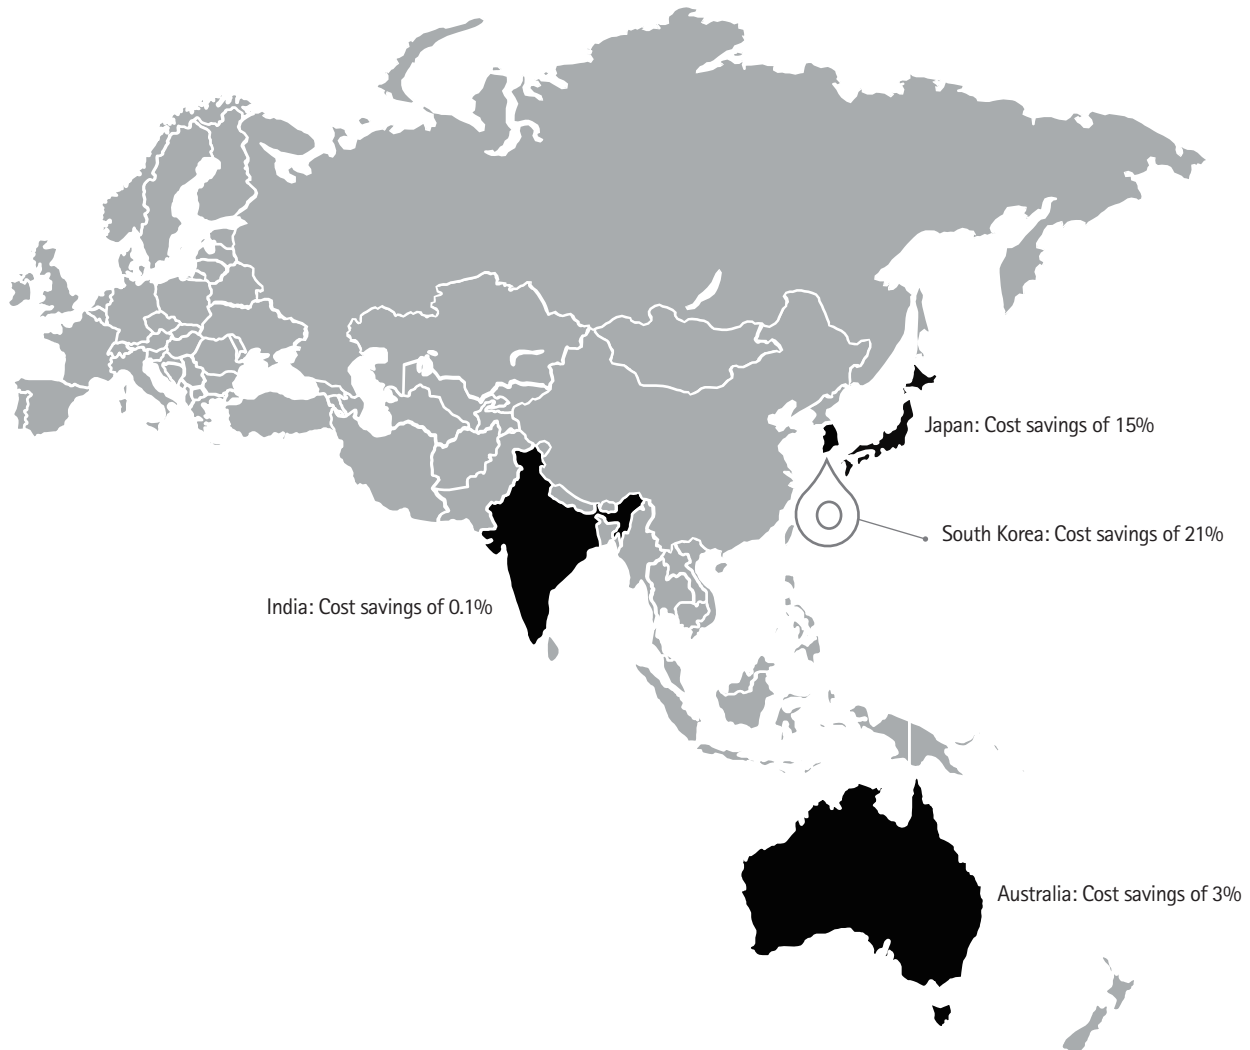 Japan: Cost savings of 15%
South Korea: Cost savings of 21%
India: Cost savings of 0.1%
Australia: Cost savings of 3%